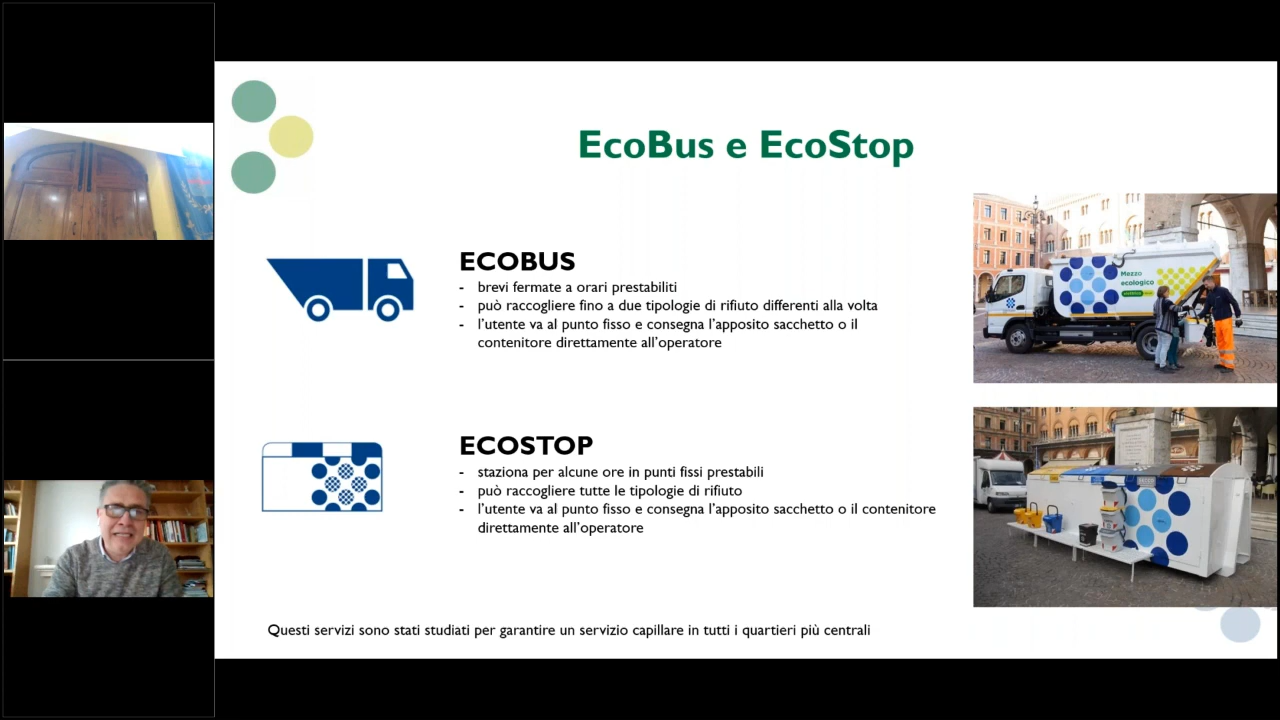 EcoBus e EcoStop
ECOBUS
- brevi fermate a orari prestabiliti
- può raccogliere fino a due tipologie di rifiuto differenti alla volta
- l'utente va al punto fisso e consegna l'apposito sacchetto o il
contenitore direttamente all'operatore
Mezzo
ecologico
ECOSTOP
- staziona per alcune ore in punti fissi prestabili
- può raccogliere tutte le tipologie di rifiuto
- l'utente va al punto fisso e consegna l'apposito sacchetto o il contenitore
direttamente all'operatore
Questi servizi sono stati studiati per garantire un servizio capillare in tutti i quartieri più centrali